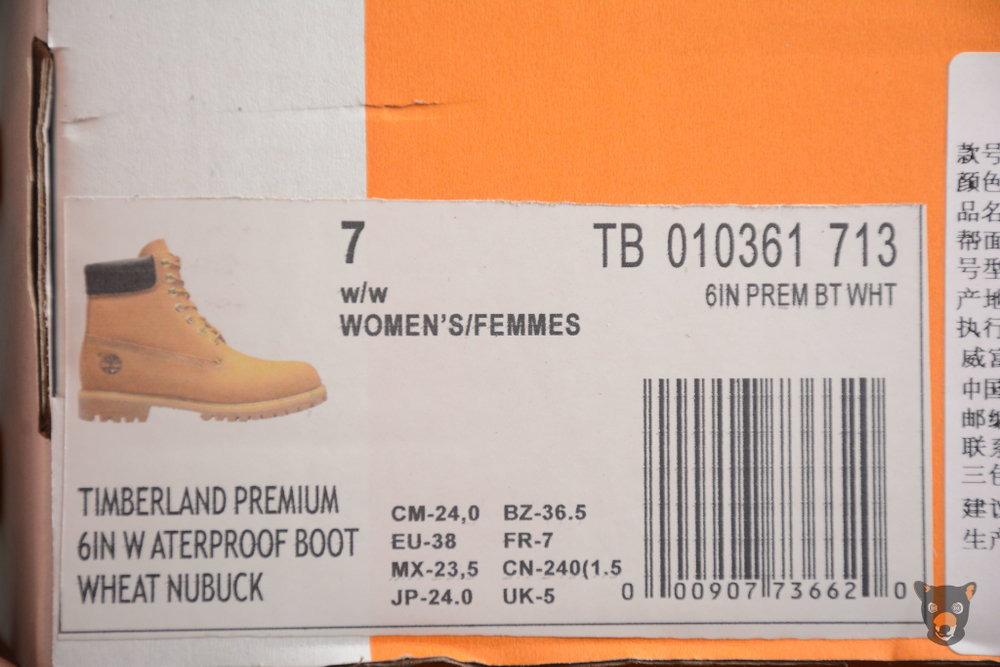 7
w/w
WOMEN'S/FEMMES
TB 010361 713
6IN PREM BT WHT
TIMBERLAND PREMIUM
6IN W ATERPROOF BOOT
WHEAT NUBUCK
CM-24,0 BZ-36.5
EU-38 FR-7
MX-23,5 CN-240(1.5
JP-24.0 UK-5
0 00907 73662 0
款号
颜色
品名
帮面
号型
产地
执行
威富
中国
邮编
联系
三包
建议
生产